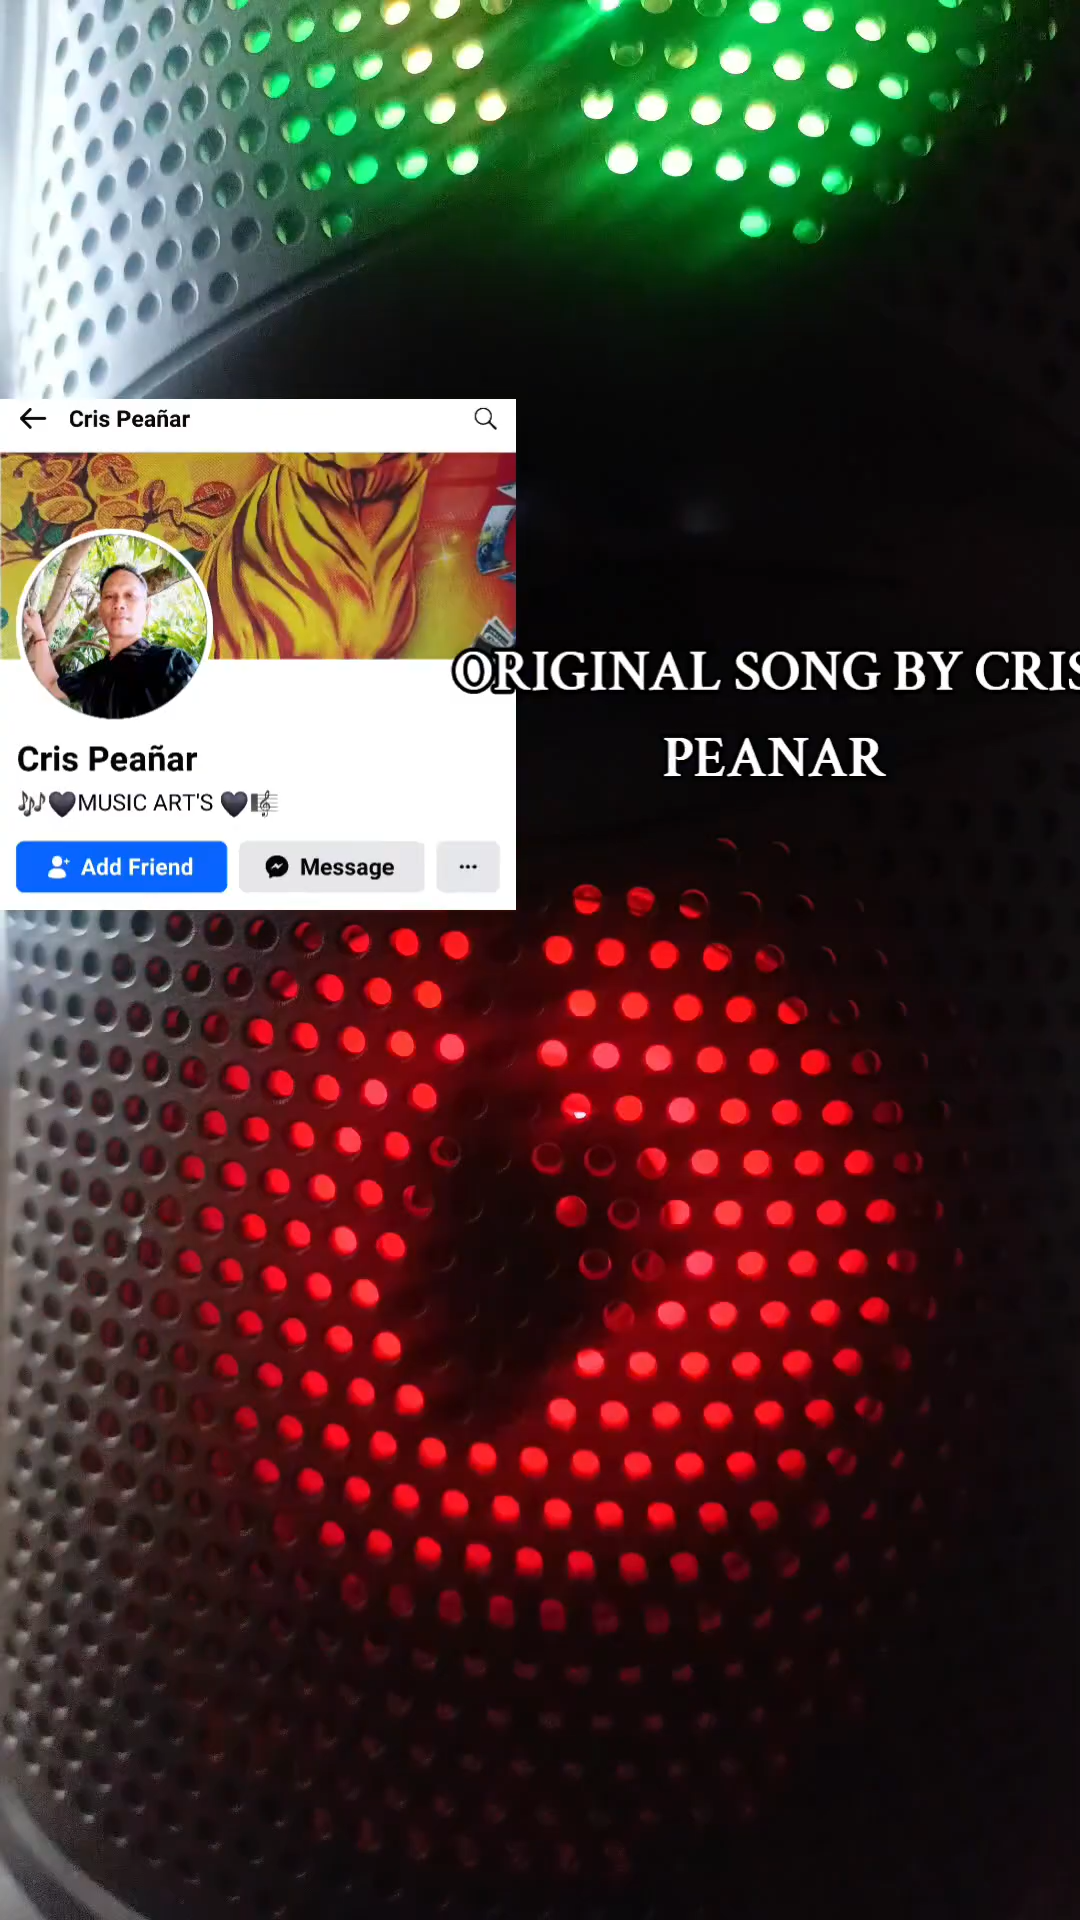 Cris Peañar
ORIGINAL SONG BY CRIS
PEANAR
Cris Peañar
🎶🖤MUSIC ART'S 🖤🎼
Add Friend
Message